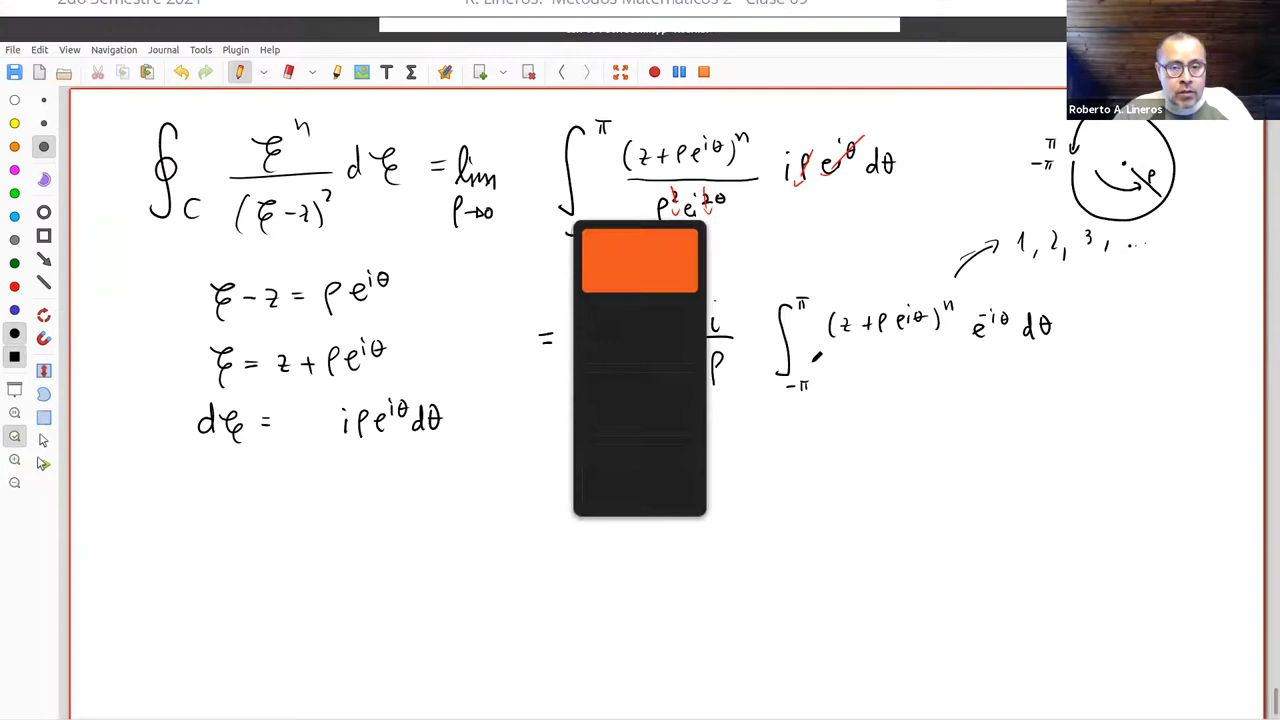 2do Semestre 2021 R. Lineros. Métodos Matemáticos 2 - Clase 09
File Edit View Navigation Journal Tools Plugin Help
Roberto A. Lineros
∮_C ξ^n / (ξ-z)^2 dξ = lim_{ρ→0} ∫^π (z+ρe^{iθ})^n / ρ^2 e^{i2θ} iρe^{iθ} dθ
π
-π
ρ
1, 2, 3, ...
ξ-z = ρe^{iθ}
= i/ρ ∫_{-π}^{π} (z+ρe^{iθ})^n e^{-iθ} dθ
ξ = z + ρe^{iθ}
dξ = iρe^{iθ}dθ